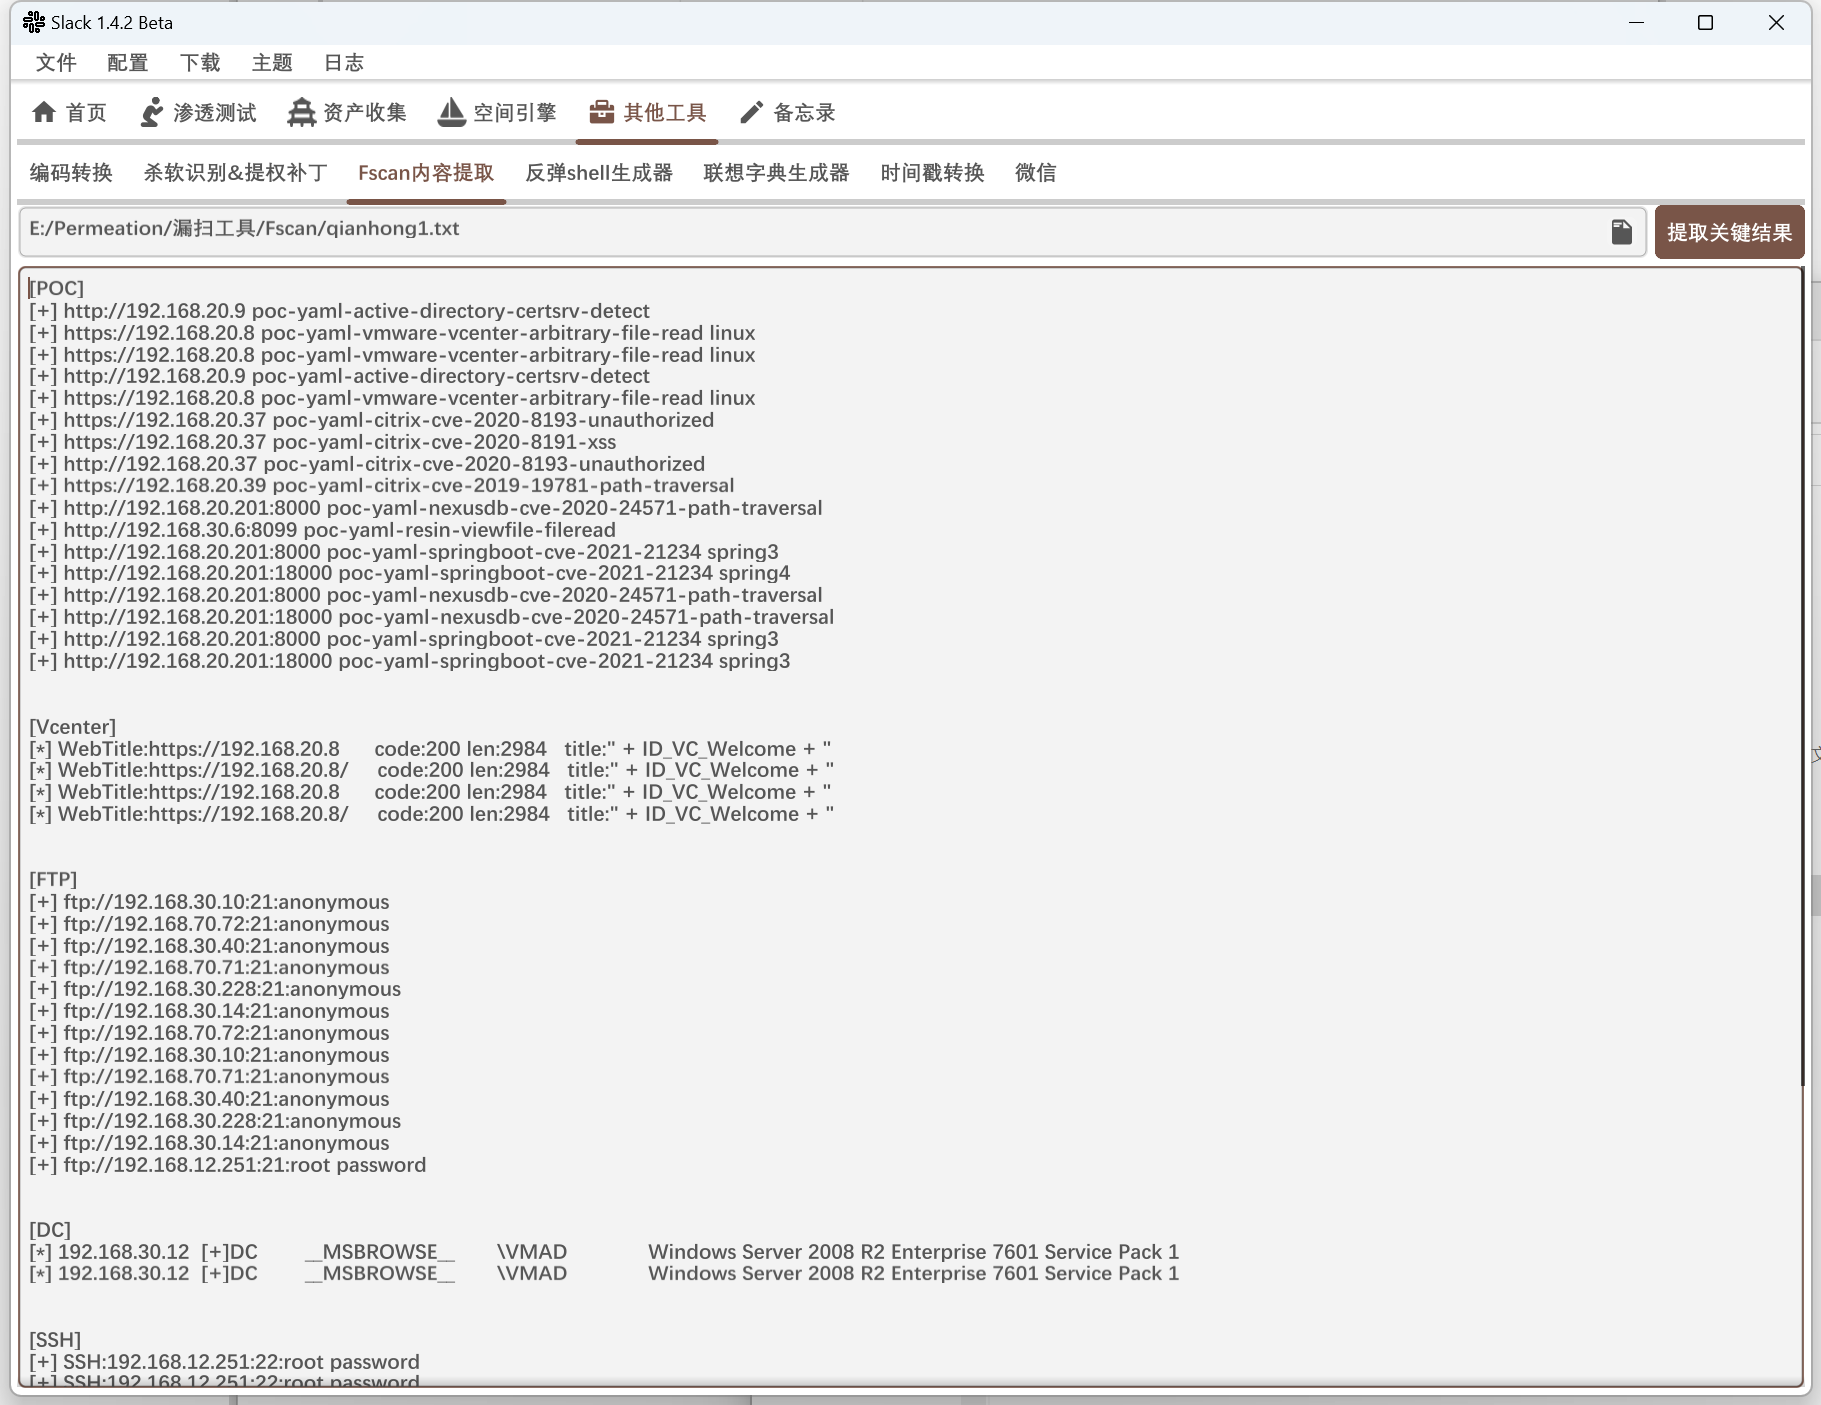 Slack 1.4.2 Beta
文件 配置 下载 主题 日志
首页 渗透测试 资产收集 空间引擎 其他工具 备忘录
编码转换 杀软识别&提权补丁 Fscan内容提取 反弹shell生成器 联想字典生成器 时间戳转换 微信
E:/Permeation/漏扫工具/Fscan/qianhong1.txt 提取关键结果
[POC]
[+] http://192.168.20.9 poc-yaml-active-directory-certsrv-detect
[+] https://192.168.20.8 poc-yaml-vmware-vcenter-arbitrary-file-read linux
[+] https://192.168.20.8 poc-yaml-vmware-vcenter-arbitrary-file-read linux
[+] http://192.168.20.9 poc-yaml-active-directory-certsrv-detect
[+] https://192.168.20.8 poc-yaml-vmware-vcenter-arbitrary-file-read linux
[+] https://192.168.20.37 poc-yaml-citrix-cve-2020-8193-unauthorized
[+] https://192.168.20.37 poc-yaml-citrix-cve-2020-8191-xss
[+] http://192.168.20.37 poc-yaml-citrix-cve-2020-8193-unauthorized
[+] https://192.168.20.39 poc-yaml-citrix-cve-2019-19781-path-traversal
[+] http://192.168.20.201:8000 poc-yaml-nexusdb-cve-2020-24571-path-traversal
[+] http://192.168.30.6:8099 poc-yaml-resin-viewfile-fileread
[+] http://192.168.20.201:8000 poc-yaml-springboot-cve-2021-21234 spring3
[+] http://192.168.20.201:18000 poc-yaml-springboot-cve-2021-21234 spring4
[+] http://192.168.20.201:8000 poc-yaml-nexusdb-cve-2020-24571-path-traversal
[+] http://192.168.20.201:18000 poc-yaml-nexusdb-cve-2020-24571-path-traversal
[+] http://192.168.20.201:8000 poc-yaml-springboot-cve-2021-21234 spring3
[+] http://192.168.20.201:18000 poc-yaml-springboot-cve-2021-21234 spring3
[Vcenter]
[*] WebTitle:https://192.168.20.8 code:200 len:2984 title:" + ID_VC_Welcome + "
[*] WebTitle:https://192.168.20.8/ code:200 len:2984 title:" + ID_VC_Welcome + "
[*] WebTitle:https://192.168.20.8 code:200 len:2984 title:" + ID_VC_Welcome + "
[*] WebTitle:https://192.168.20.8/ code:200 len:2984 title:" + ID_VC_Welcome + "
[FTP]
[+] ftp://192.168.30.10:21:anonymous
[+] ftp://192.168.70.72:21:anonymous
[+] ftp://192.168.30.40:21:anonymous
[+] ftp://192.168.70.71:21:anonymous
[+] ftp://192.168.30.228:21:anonymous
[+] ftp://192.168.30.14:21:anonymous
[+] ftp://192.168.70.72:21:anonymous
[+] ftp://192.168.30.10:21:anonymous
[+] ftp://192.168.70.71:21:anonymous
[+] ftp://192.168.30.40:21:anonymous
[+] ftp://192.168.30.228:21:anonymous
[+] ftp://192.168.30.14:21:anonymous
[+] ftp://192.168.12.251:21:root password
[DC]
[*] 192.168.30.12 [+]DC __MSBROWSE__ \VMAD Windows Server 2008 R2 Enterprise 7601 Service Pack 1
[*] 192.168.30.12 [+]DC __MSBROWSE__ \VMAD Windows Server 2008 R2 Enterprise 7601 Service Pack 1
[SSH]
[+] SSH:192.168.12.251:22:root password
[+] SSH:192.168.12.251:22:root password